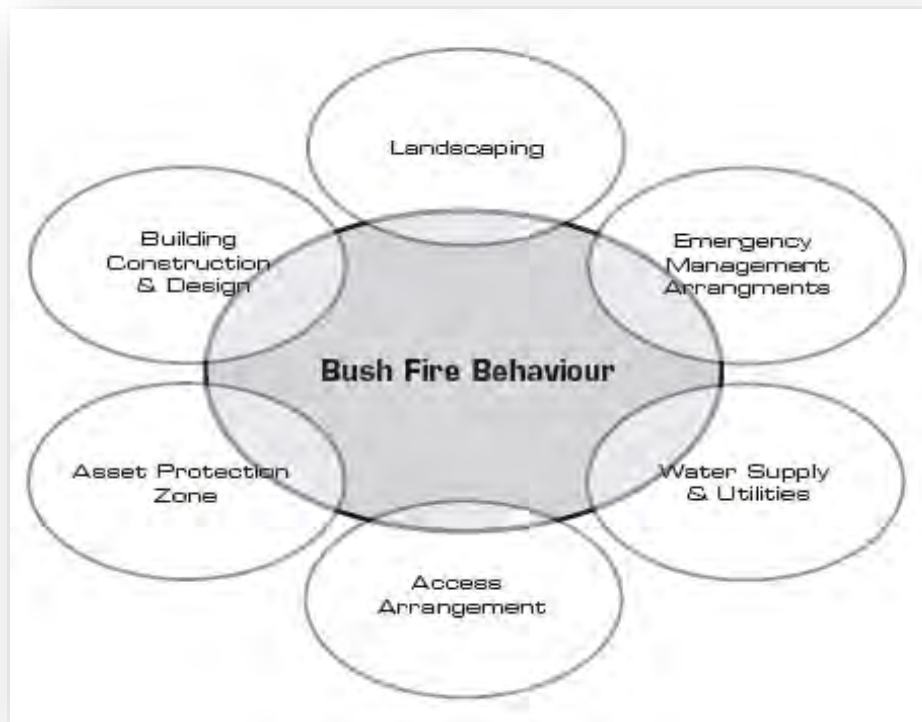 Landscaping
Building
Construction
& Design
Emergency
Management
Arrangments
Bush Fire Behaviour
Asset Protection
Zone
Water Supply
& Utilities
Access
Arrangement